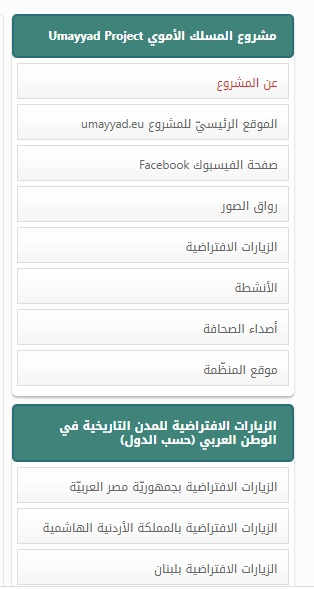 مشروع المسلك الأموي Umayyad Project
عن المشروع
الموقع الرئيسيّ للمشروع umayyad.eu
صفحة الفيسبوك Facebook
رواق الصور
الزيارات الافتراضية
الأنشطة
أصداء الصحافة
موقع المنظّمة
الزيارات الافتراضية للمدن التاريخية في
الوطن العربي (حسب الدول)
الزيارات الافتراضية بجمهوريّة مصر العربيّة
الزيارات الافتراضية بالمملكة الأردنية الهاشمية
الزيارات الافتراضية بلبنان